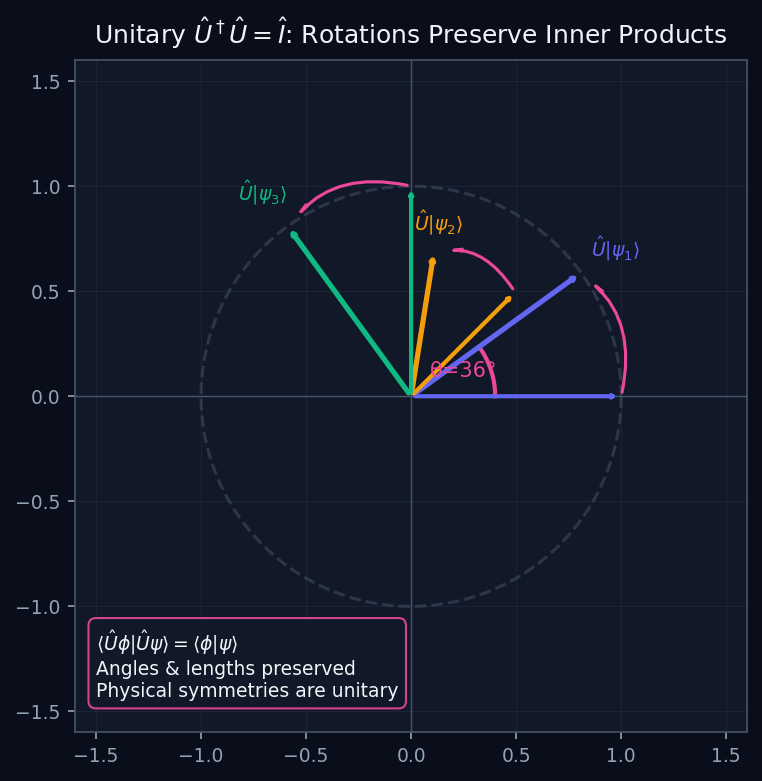 Unitary Û†Û = Î: Rotations Preserve Inner Products
1.5
1.0
0.5
0.0
−0.5
−1.0
−1.5
Û|ψ₃⟩
Û|ψ₂⟩
Û|ψ₁⟩
θ=36°
⟨Ûϕ|Ûψ⟩ = ⟨ϕ|ψ⟩
Angles & lengths preserved
Physical symmetries are unitary
−1.5 −1.0 −0.5 0.0 0.5 1.0 1.5